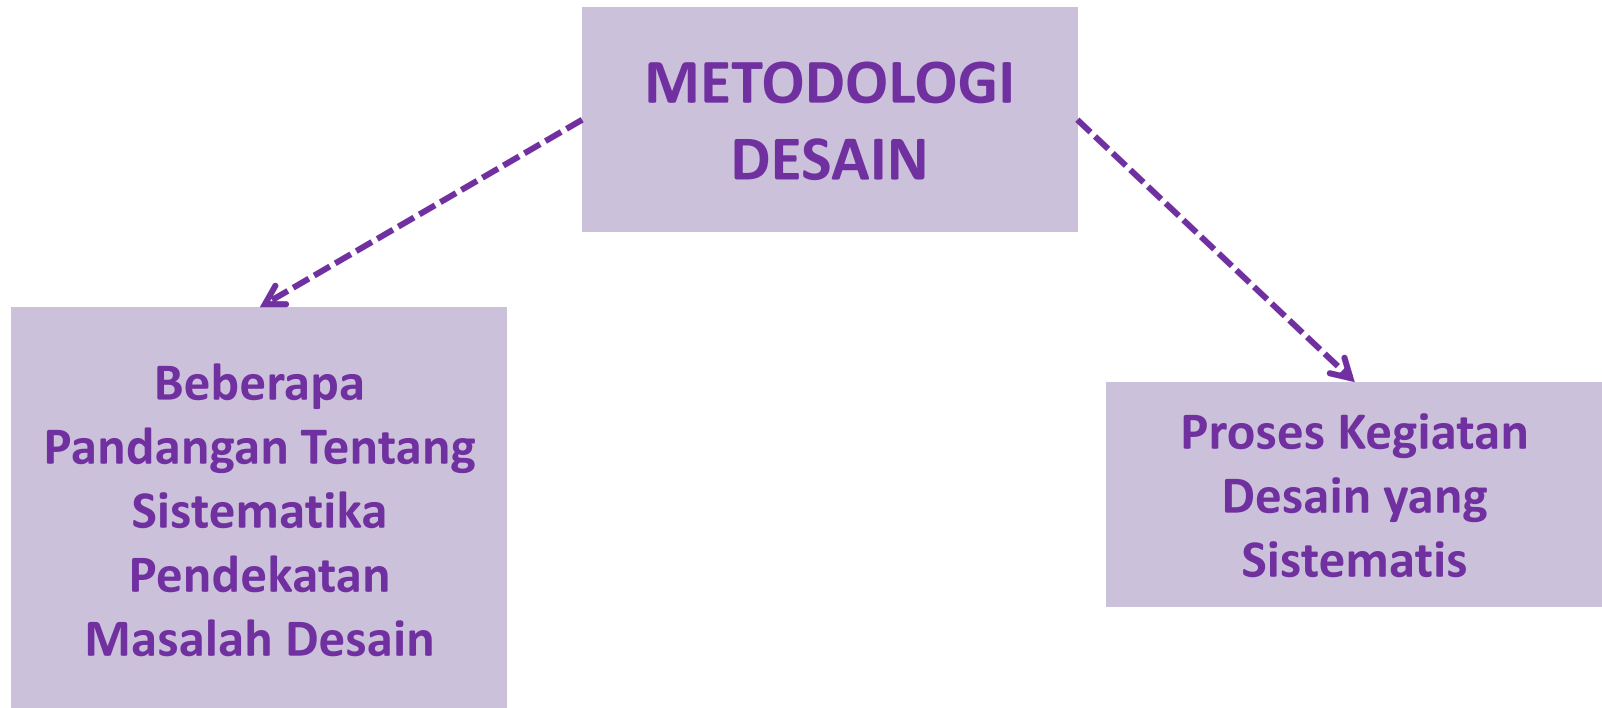 METODOLOGI
DESAIN
Beberapa
Pandangan Tentang
Sistematika
Pendekatan
Masalah Desain
Proses Kegiatan
Desain yang
Sistematis